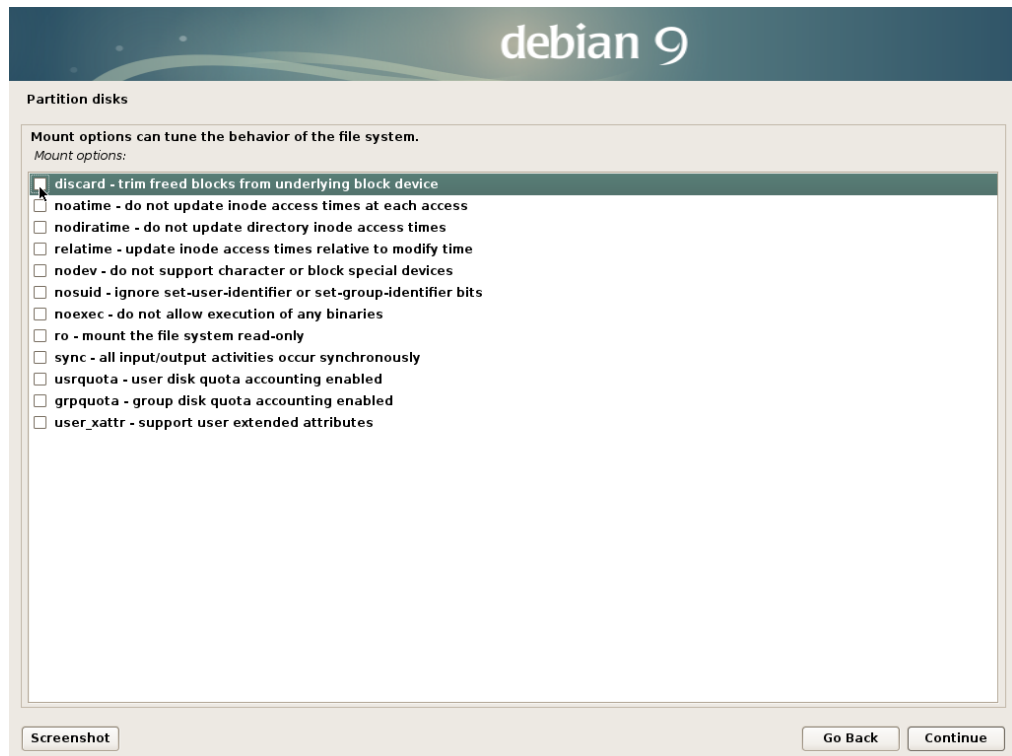 debian 9
Partition disks
Mount options can tune the behavior of the file system.
Mount options:
discard - trim freed blocks from underlying block device
noatime - do not update inode access times at each access
nodiratime - do not update directory inode access times
relatime - update inode access times relative to modify time
nodev - do not support character or block special devices
nosuid - ignore set-user-identifier or set-group-identifier bits
noexec - do not allow execution of any binaries
ro - mount the file system read-only
sync - all input/output activities occur synchronously
usrquota - user disk quota accounting enabled
grpquota - group disk quota accounting enabled
user_xattr - support user extended attributes
Screenshot Go Back Continue